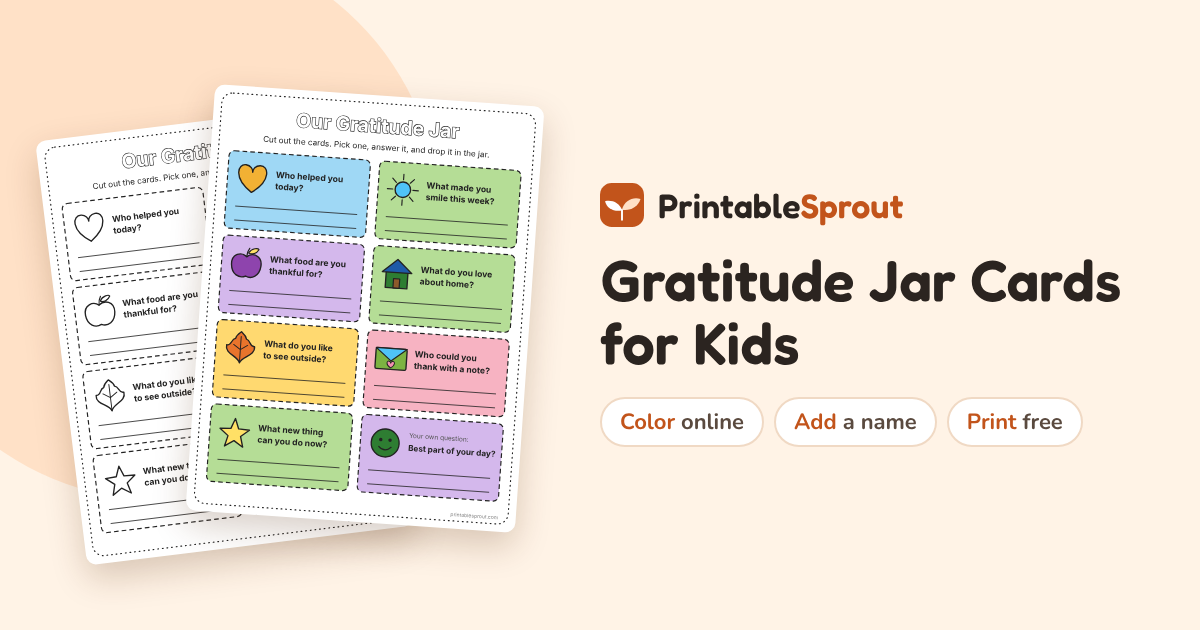 Our Gratitude Jar
Cut out the cards. Pick one, answer it, and drop it in the jar.
Who helped you
today?
What made you
smile this week?
What food are you
thankful for?
What do you love
about home?
What do you like
to see outside?
Who could you
thank with a note?
What new thing
can you do now?
Your own question:
Best part of your day?
printablesprout.com
Our Grati
Cut out the cards. Pick one, an
Who helped you
today?
What food are you
thankful for?
What do you lik
to see outside?
What new t
can you do
PrintableSprout
Gratitude Jar Cards
for Kids
Color online
Add a name
Print free